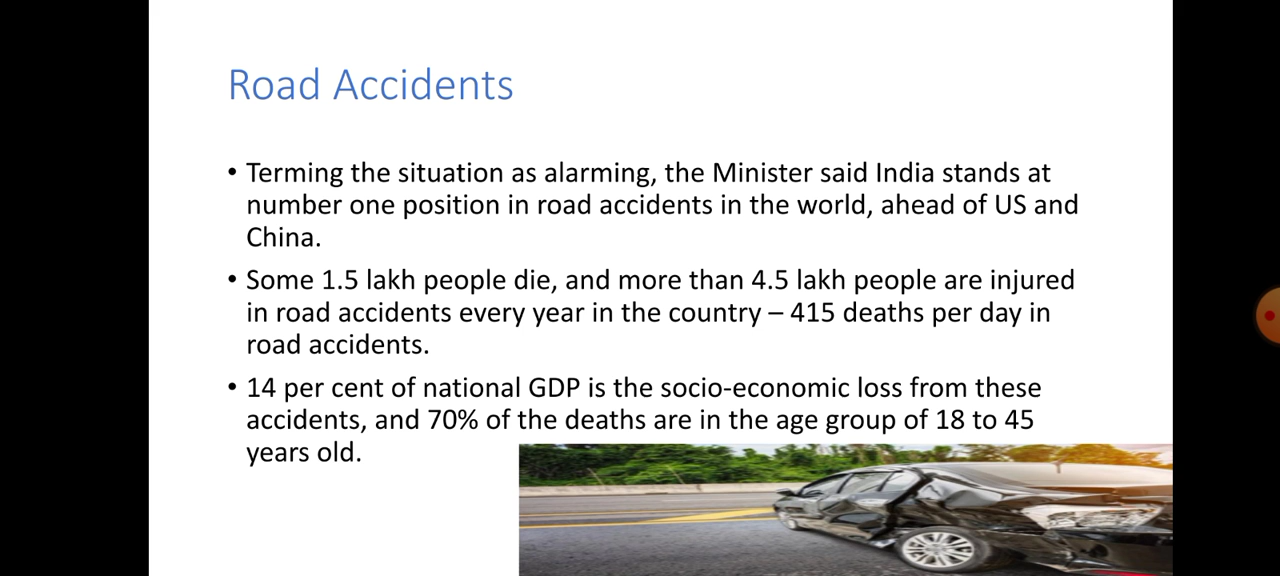 Road Accidents
• Terming the situation as alarming, the Minister said India stands at
number one position in road accidents in the world, ahead of US and
China.
• Some 1.5 lakh people die, and more than 4.5 lakh people are injured
in road accidents every year in the country – 415 deaths per day in
road accidents.
• 14 per cent of national GDP is the socio-economic loss from these
accidents, and 70% of the deaths are in the age group of 18 to 45
years old.